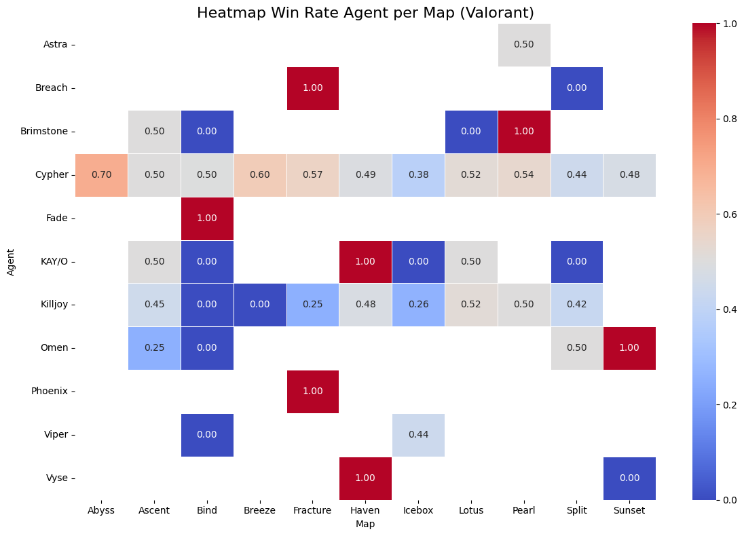 Heatmap Win Rate Agent per Map (Valorant)
Astra 0.50
Breach 1.00 0.00
Brimstone 0.50 0.00 0.00 1.00
Cypher 0.70 0.50 0.50 0.60 0.57 0.49 0.38 0.52 0.54 0.44 0.48
Fade 1.00
KAY/O 0.50 0.00 1.00 0.00 0.50 0.00
Killjoy 0.45 0.00 0.00 0.25 0.48 0.26 0.52 0.50 0.42
Omen 0.25 0.00 0.50 1.00
Phoenix 1.00
Viper 0.00 0.44
Vyse 1.00 0.00
Abyss Ascent Bind Breeze Fracture Haven Icebox Lotus Pearl Split Sunset
Map
Agent
1.0
0.8
0.6
0.4
0.2
0.0